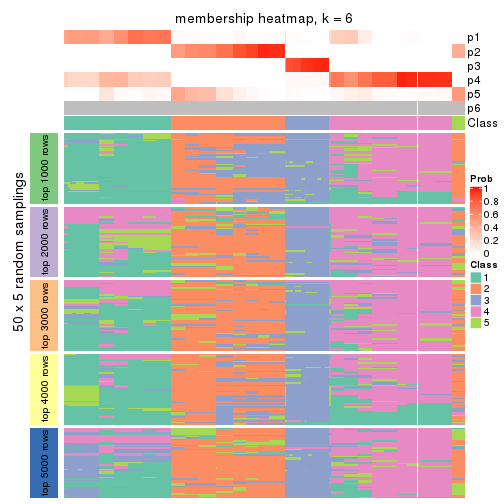 membership heatmap, k = 6
p1
p2
p3
p4
p5
p6
Class
50 x 5 random samplings
top 1000 rows
top 2000 rows
top 3000 rows
top 4000 rows
top 5000 rows
Prob
1
0.8
0.6
0.4
0.2
0
Class
1
2
3
4
5